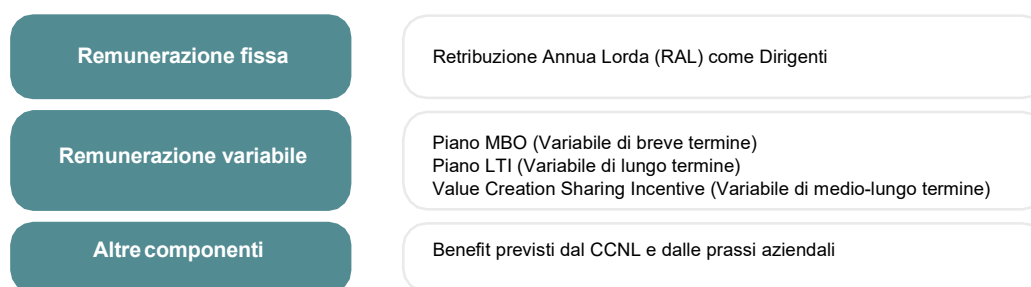 Remunerazione fissa
Retribuzione Annua Lorda (RAL) come Dirigenti
Remunerazione variabile
Piano MBO (Variabile di breve termine)
Piano LTI (Variabile di lungo termine)
Value Creation Sharing Incentive (Variabile di medio-lungo termine)
Altre componenti
Benefit previsti dal CCNL e dalle prassi aziendali